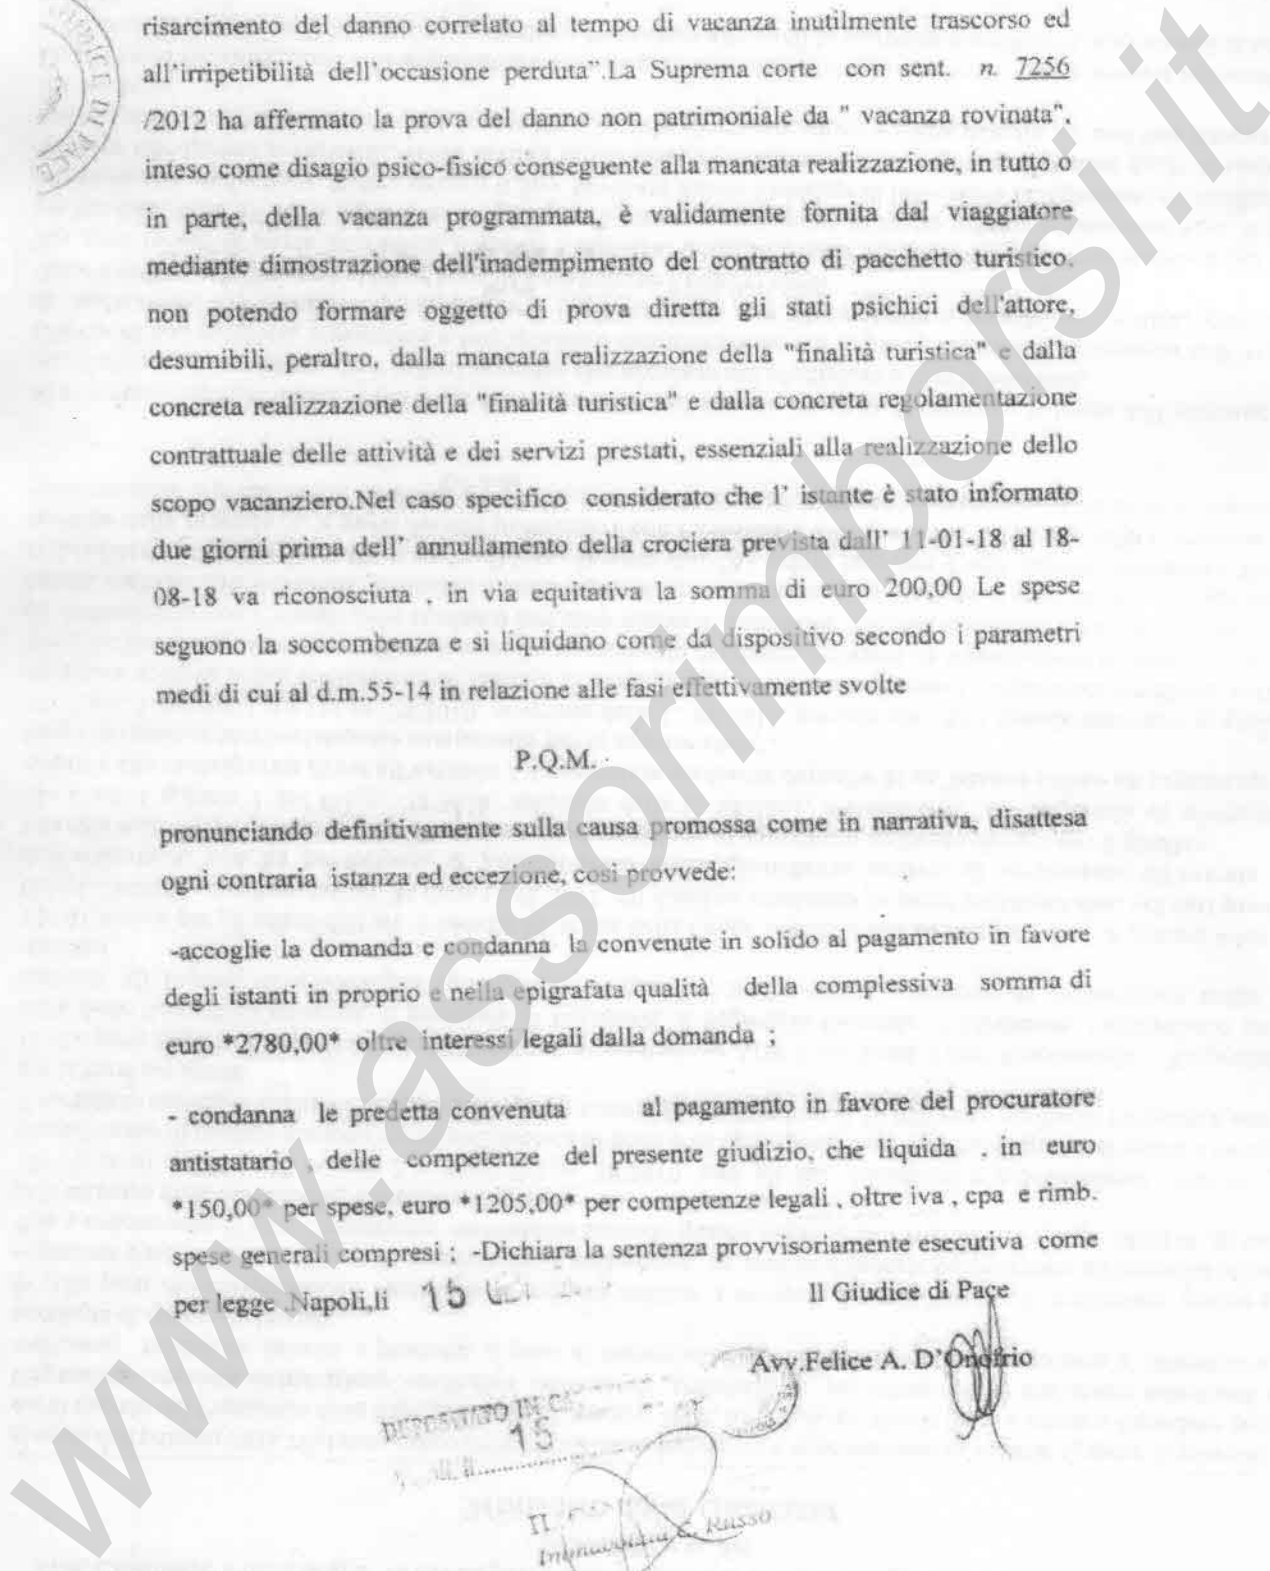 risarcimento del danno correlato al tempo di vacanza inutilmente trascorso ed
all'irripetibilità dell'occasione perduta".La Suprema corte con sent. n. 7256
/2012 ha affermato la prova del danno non patrimoniale da " vacanza rovinata",
inteso come disagio psico-fisico conseguente alla mancata realizzazione, in tutto o
in parte, della vacanza programmata, è validamente fornita dal viaggiatore
mediante dimostrazione dell'inadempimento del contratto di pacchetto turistico,
non potendo formare oggetto di prova diretta gli stati psichici dell'attore,
desumibili, peraltro, dalla mancata realizzazione della "finalità turistica" e dalla
concreta realizzazione della "finalità turistica" e dalla concreta regolamentazione
contrattuale delle attività e dei servizi prestati, essenziali alla realizzazione dello
scopo vacanziero.Nel caso specifico considerato che l' istante è stato informato
due giorni prima dell' annullamento della crociera prevista dall' 11-01-18 al 18-
08-18 va riconosciuta , in via equitativa la somma di euro 200,00 Le spese
seguono la soccombenza e si liquidano come da dispositivo secondo i parametri
medi di cui al d.m.55-14 in relazione alle fasi effettivamente svolte
P.Q.M.
pronunciando definitivamente sulla causa promossa come in narrativa, disattesa
ogni contraria istanza ed eccezione, cosi provvede:
-accoglie la domanda e condanna la convenute in solido al pagamento in favore
degli istanti in proprio e nella epigrafata qualità della complessiva somma di
euro *2780,00* oltre interessi legali dalla domanda ;
- condanna le predetta convenuta al pagamento in favore del procuratore
antistatario , delle competenze del presente giudizio, che liquida , in euro
*150,00* per spese, euro *1205,00* per competenze legali , oltre iva , cpa e rimb.
spese generali compresi ; -Dichiara la sentenza provvisoriamente esecutiva come
per legge .Napoli,li 15
Il Giudice di Pace
Avv.Felice A. D'Onofrio
DEPOSITATO IN
15
Russo
www.assorimborsi.it